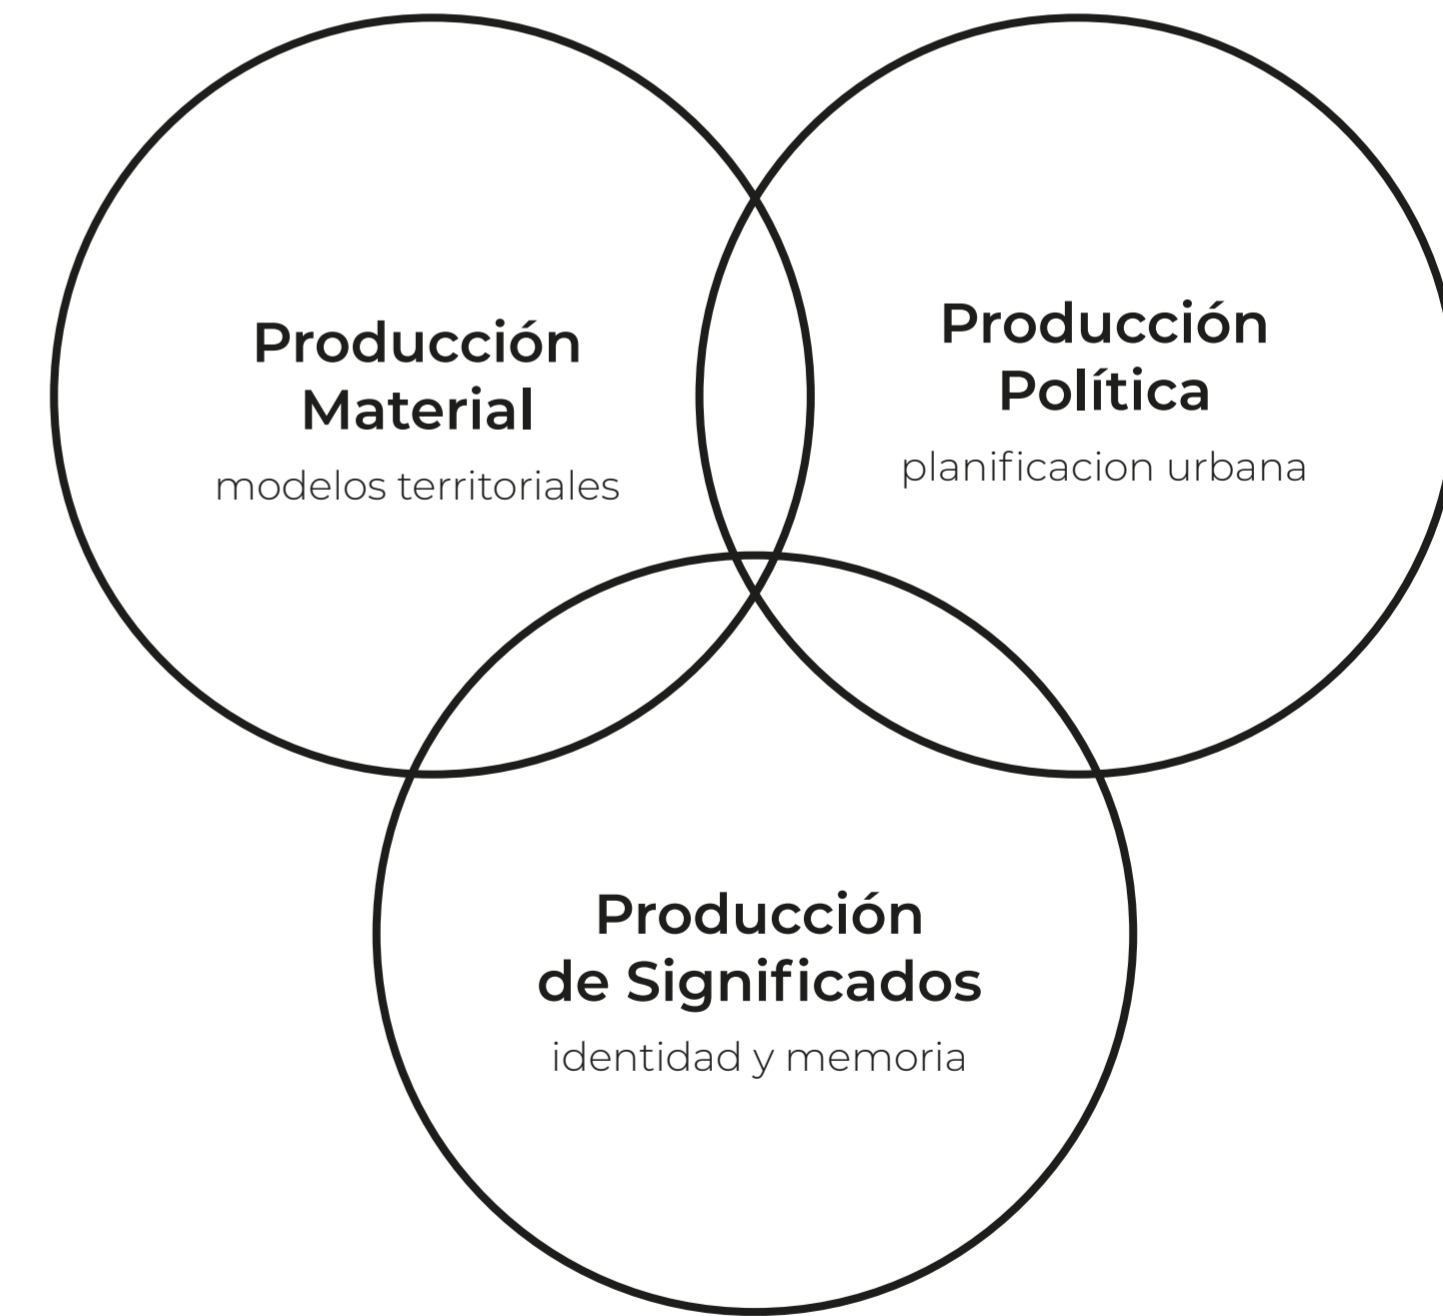 Producción
Material
modelos territoriales
Producción
Política
planificacion urbana
Producción
de Significados
identidad y memoria